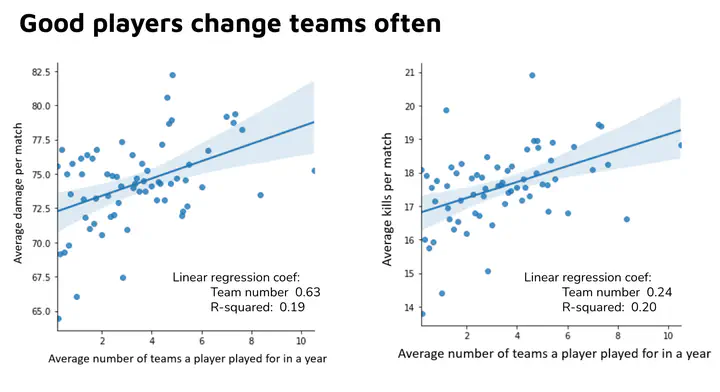 Good players change teams often
82.5
80.0
77.5
75.0
72.5
70.0
67.5
65.0
2
4
6
8
10
Average damage per match
Average number of teams a player played for in a year
Linear regression coef:
Team number 0.63
R-squared: 0.19
21
20
19
18
17
16
15
14
2
4
6
8
10
Average kills per match
Average number of teams a player played for in a year
Linear regression coef:
Team number 0.24
R-squared: 0.20